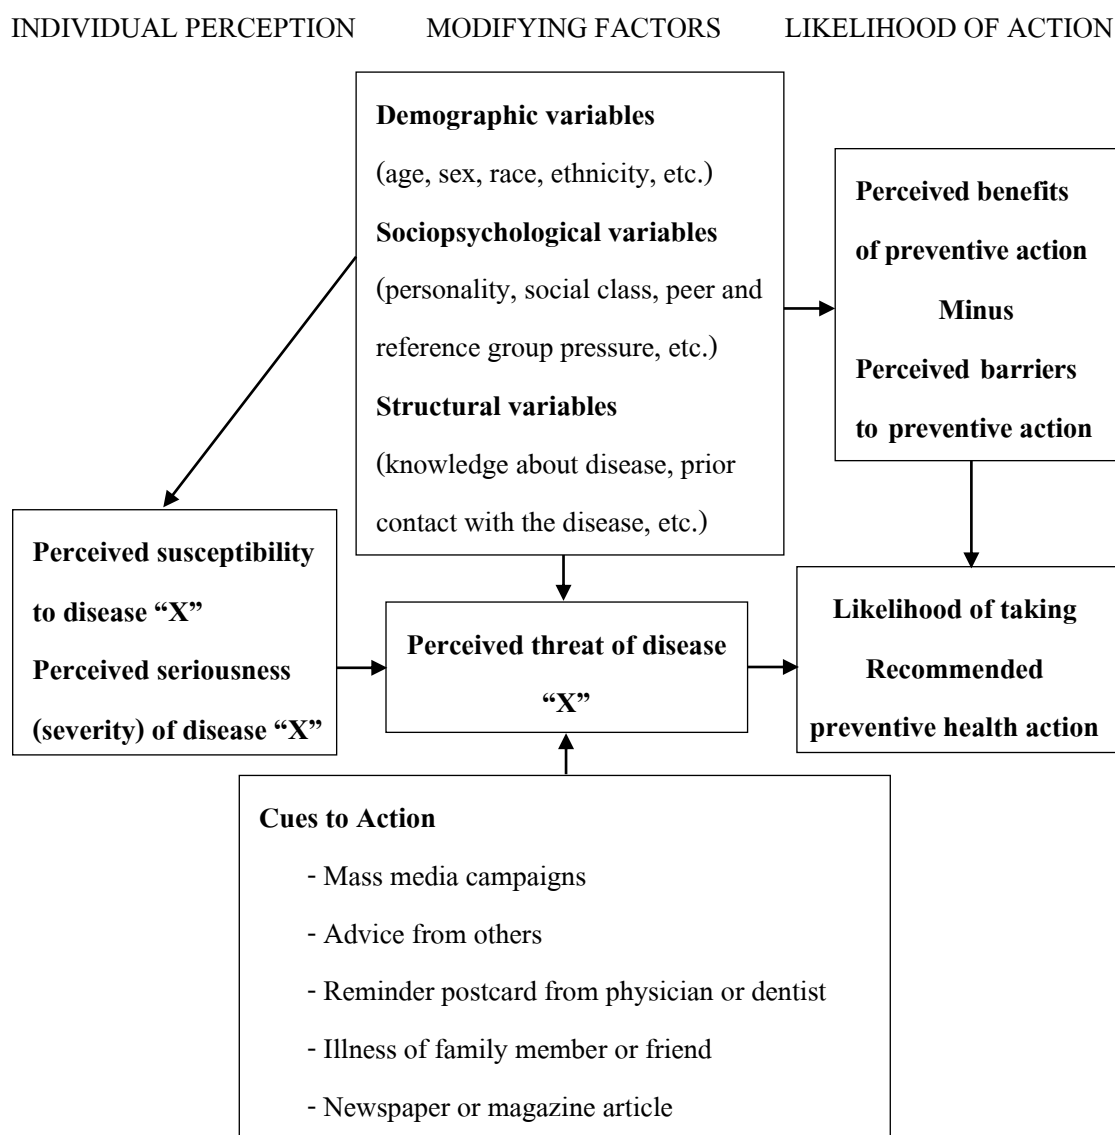 INDIVIDUAL PERCEPTION MODIFYING FACTORS LIKELIHOOD OF ACTION
Demographic variables
(age, sex, race, ethnicity, etc.)
Sociopsychological variables
(personality, social class, peer and
reference group pressure, etc.)
Structural variables
(knowledge about disease, prior
contact with the disease, etc.)
Perceived benefits
of preventive action
Minus
Perceived barriers
to preventive action
Perceived susceptibility
to disease “X”
Perceived seriousness
(severity) of disease “X”
Perceived threat of disease
“X”
Likelihood of taking
Recommended
preventive health action
Cues to Action
- Mass media campaigns
- Advice from others
- Reminder postcard from physician or dentist
- Illness of family member or friend
- Newspaper or magazine article